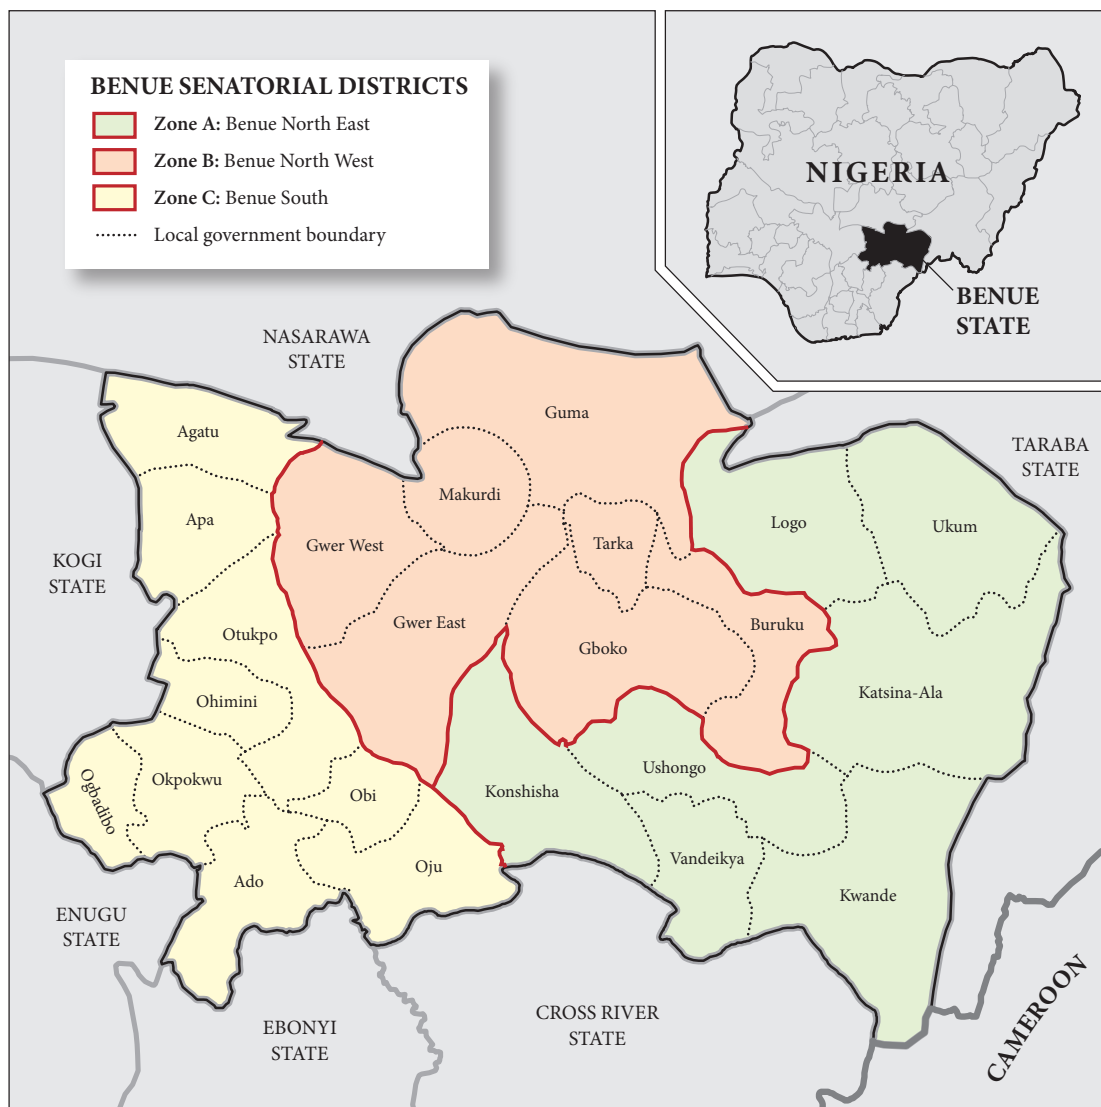 BENUE SENATORIAL DISTRICTS
Zone A: Benue North East
Zone B: Benue North West
Zone C: Benue South
Local government boundary
NIGERIA
BENUE
STATE
NASARAWA
STATE
TARABA
STATE
KOGI
STATE
ENUGU
STATE
EBONYI
STATE
CROSS RIVER
STATE
CAMEROON
Agatu
Apa
Otukpo
Ohimini
Ogbadibo
Okpokwu
Obi
Ado
Oju
Guma
Makurdi
Tarka
Gwer West
Gwer East
Gboko
Buruku
Logo
Ukum
Katsina-Ala
Ushongo
Konshisha
Vandeikya
Kwande